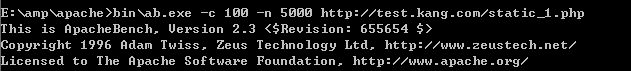 E:\amp\apache>bin\ab.exe -c 100 -n 5000 http://test.kang.com/static_1.php
This is ApacheBench, Version 2.3 <$Revision: 655654 $>
Copyright 1996 Adam Twiss, Zeus Technology Ltd, http://www.zeustech.net/
Licensed to The Apache Software Foundation, http://www.apache.org/